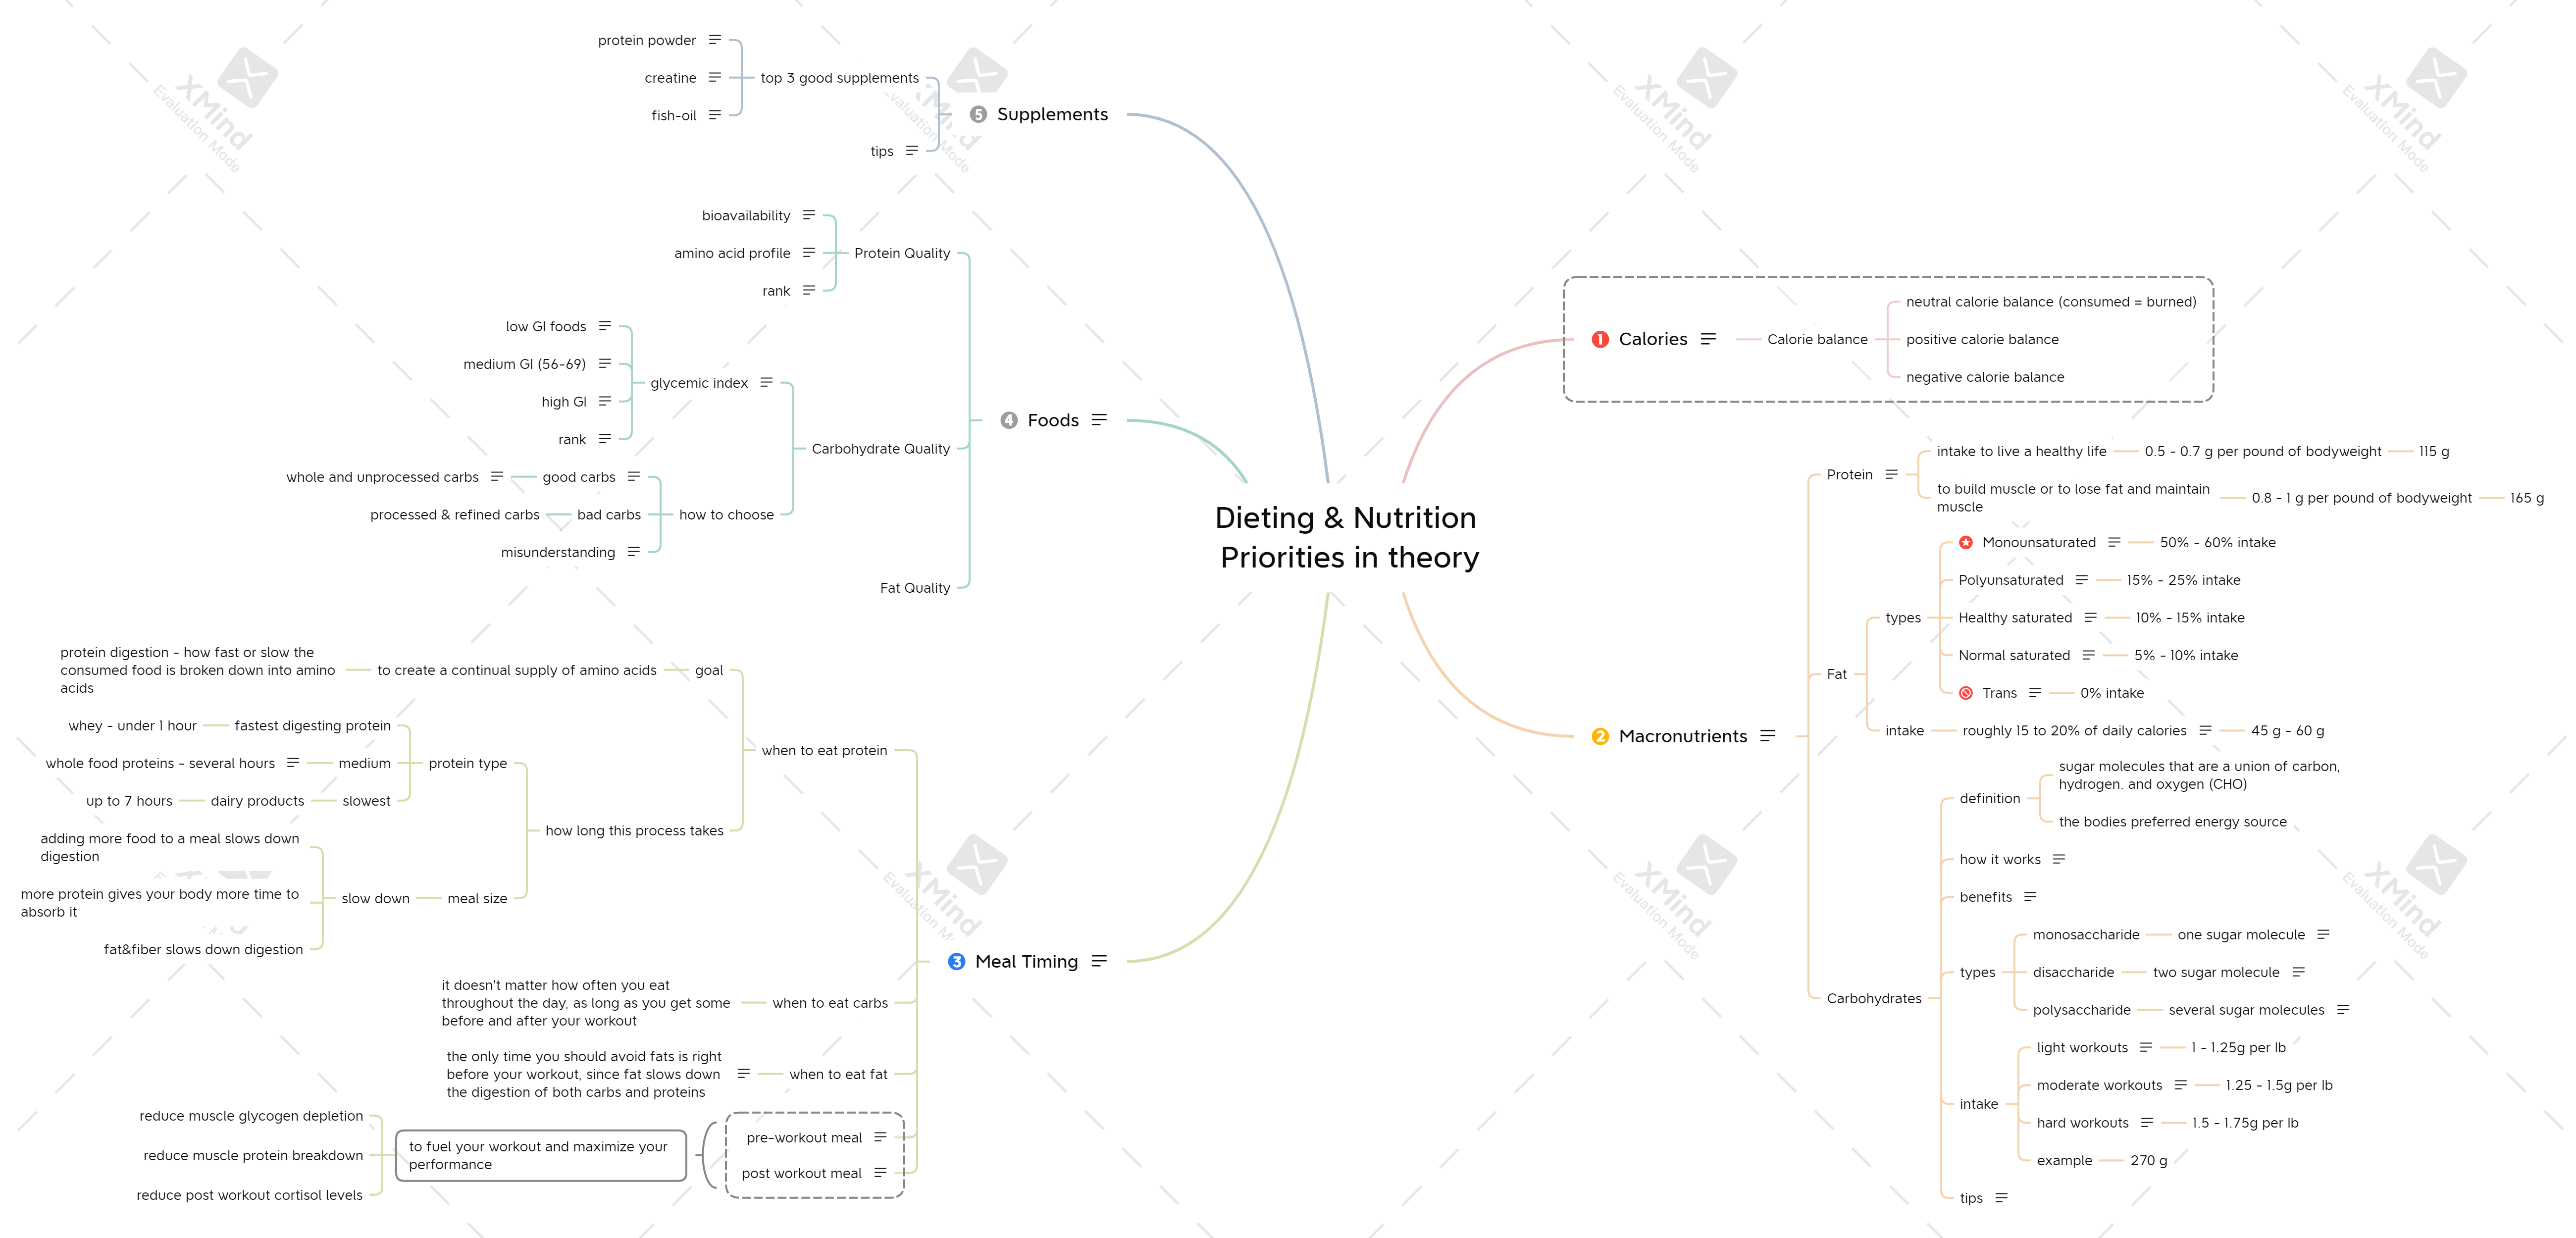 Dieting & Nutrition
Priorities in theory
1 Calories
Calorie balance
neutral calorie balance (consumed = burned)
positive calorie balance
negative calorie balance
2 Macronutrients
Protein
intake to live a healthy life
0.5 - 0.7 g per pound of bodyweight
115 g
to build muscle or to lose fat and maintain
muscle
0.8 - 1 g per pound of bodyweight
165 g
Fat
types
Monounsaturated
50% - 60% intake
Polyunsaturated
15% - 25% intake
Healthy saturated
10% - 15% intake
Normal saturated
5% - 10% intake
Trans
0% intake
intake
roughly 15 to 20% of daily calories
45 g - 60 g
Carbohydrates
definition
sugar molecules that are a union of carbon,
hydrogen. and oxygen (CHO)
the bodies preferred energy source
how it works
benefits
types
monosaccharide
one sugar molecule
disaccharide
two sugar molecule
polysaccharide
several sugar molecules
intake
light workouts
1 - 1.25g per lb
moderate workouts
1.25 - 1.5g per lb
hard workouts
1.5 - 1.75g per lb
example
270 g
tips
3 Meal Timing
when to eat protein
goal
to create a continual supply of amino acids
protein digestion - how fast or slow the
consumed food is broken down into amino
acids
how long this process takes
protein type
fastest digesting protein
whey - under 1 hour
medium
whole food proteins - several hours
slowest
dairy products
up to 7 hours
meal size
slow down
adding more food to a meal slows down
digestion
more protein gives your body more time to
absorb it
fat&fiber slows down digestion
when to eat carbs
it doesn't matter how often you eat
throughout the day, as long as you get some
before and after your workout
when to eat fat
the only time you should avoid fats is right
before your workout, since fat slows down
the digestion of both carbs and proteins
pre-workout meal
post workout meal
to fuel your workout and maximize your
performance
reduce muscle glycogen depletion
reduce muscle protein breakdown
reduce post workout cortisol levels
4 Foods
Protein Quality
bioavailability
amino acid profile
rank
Carbohydrate Quality
glycemic index
low GI foods
medium GI (56-69)
high GI
rank
how to choose
good carbs
whole and unprocessed carbs
bad carbs
processed & refined carbs
misunderstanding
Fat Quality
5 Supplements
top 3 good supplements
protein powder
creatine
fish-oil
tips
XMind
Evaluation Mode
XMind
Evaluation Mode
XMind
Evaluation Mode
XMind
Evaluation Mode
XMind
Evaluation Mode
XMind
Evaluation Mode